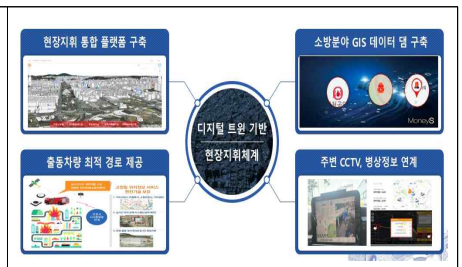 현장지휘 통합 플랫폼 구축
소방분야 GIS 데이터 댐 구축
MoneyS
디지털 트윈 기반
현장지휘체계
출동차량 최적 경로 제공
주변 CCTV, 병상정보 연계